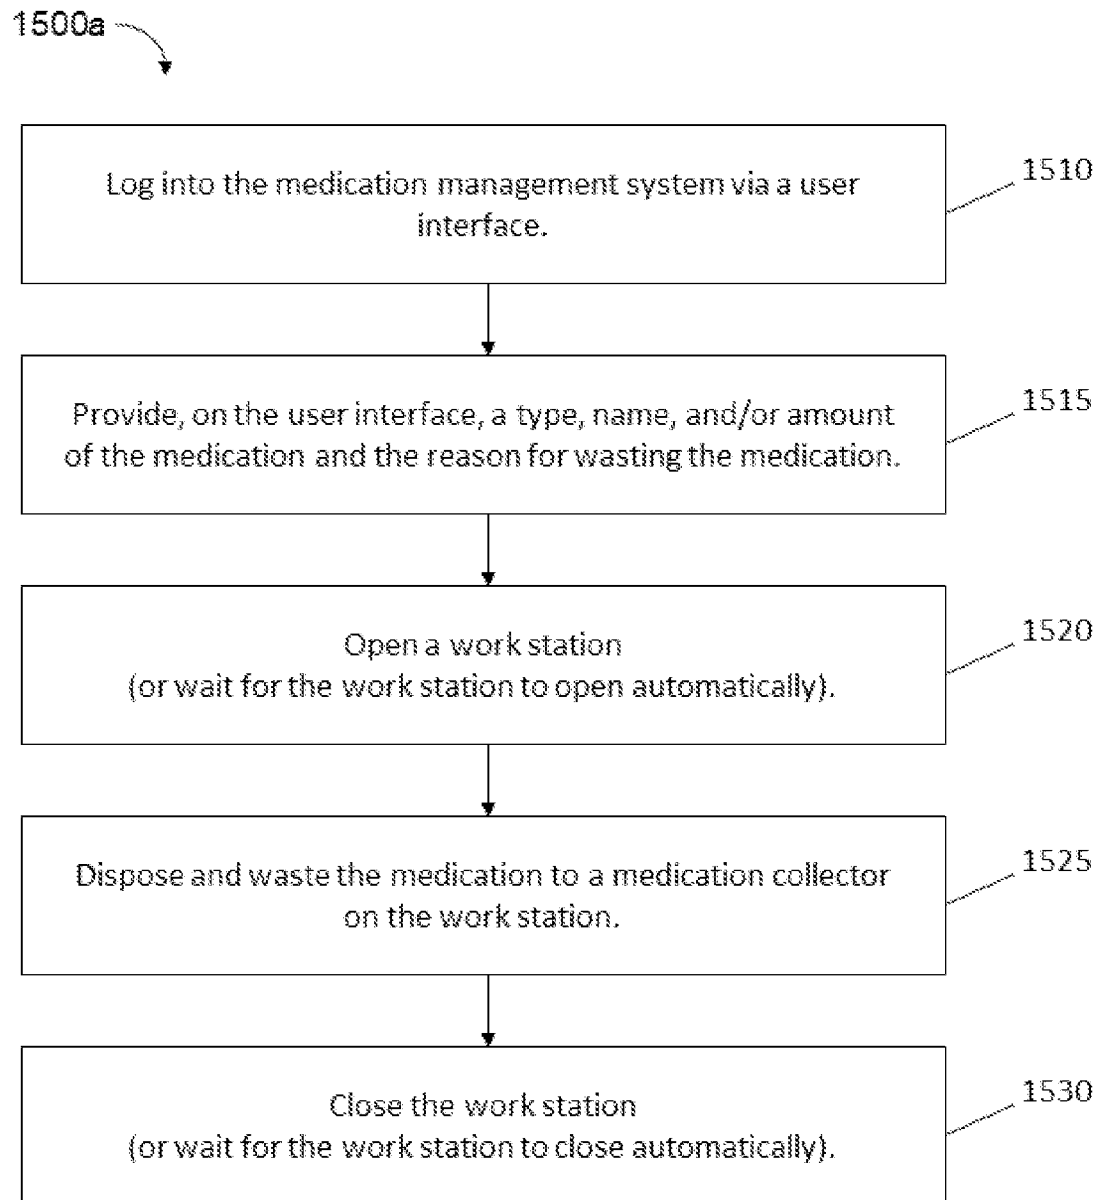 1500a
Log into the medication management system via a user
interface.
1510
Provide, on the user interface, a type, name, and/or amount
of the medication and the reason for wasting the medication.
1515
Open a work station
(or wait for the work station to open automatically).
1520
Dispose and waste the medication to a medication collector
on the work station.
1525
Close the work station
(or wait for the work station to close automatically).
1530